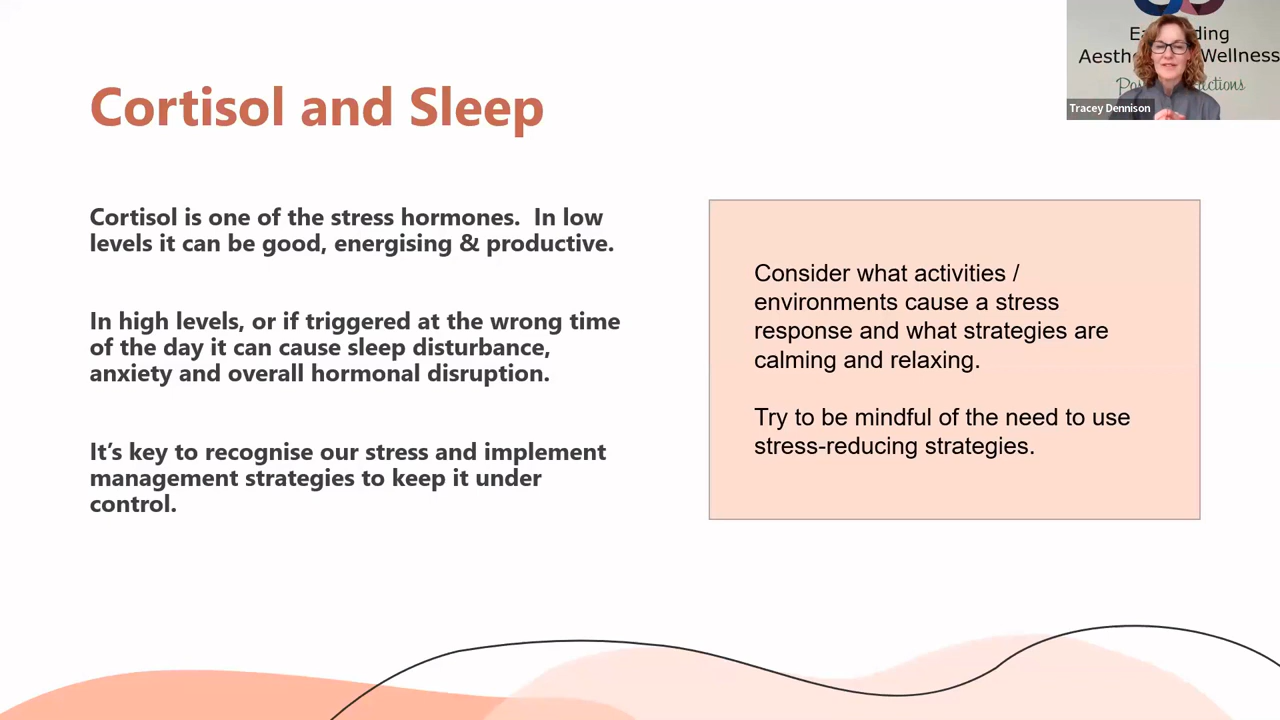 Cortisol and Sleep
Cortisol is one of the stress hormones.  In low
levels it can be good, energising & productive.
In high levels, or if triggered at the wrong time
of the day it can cause sleep disturbance,
anxiety and overall hormonal disruption.
It’s key to recognise our stress and implement
management strategies to keep it under
control.
Consider what activities /
environments cause a stress
response and what strategies are
calming and relaxing.
Try to be mindful of the need to use
stress-reducing strategies.
Wellness
Tracey Dennison